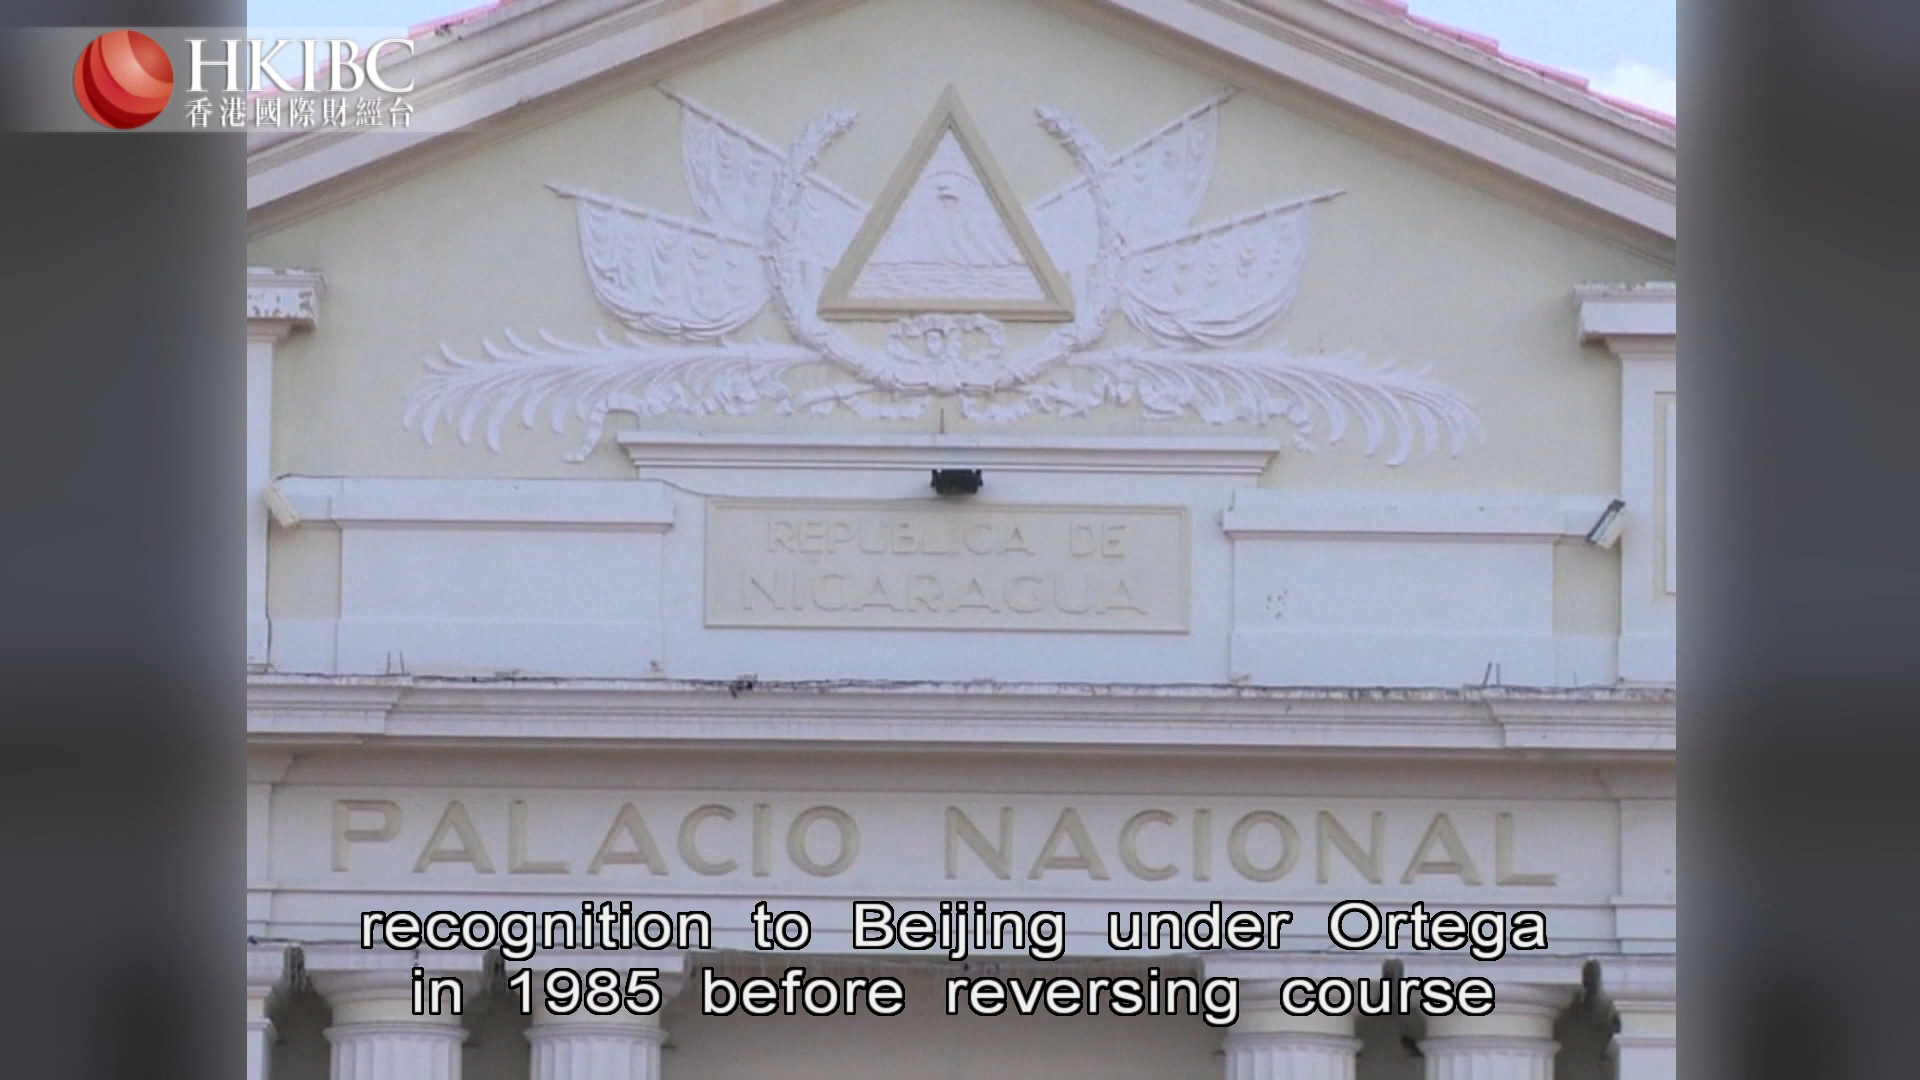 HKIBC
香港國際財經台
REPUBLICA DE
NICARAGUA
PALACIO NACIONAL
recognition to Beijing under Ortega
in 1985 before reversing course